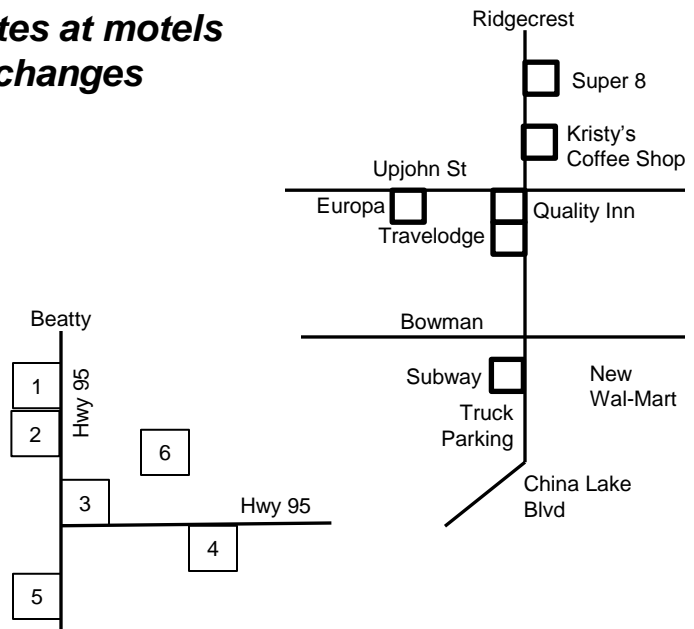 tes at motels
changes
Ridgecrest
Super 8
Kristy's
Coffee Shop
Upjohn St
Europa
Quality Inn
Travelodge
Bowman
Subway
New
Wal-Mart
Truck
Parking
China Lake
Blvd
Beatty
Hwy 95
1
2
6
3
Hwy 95
4
5